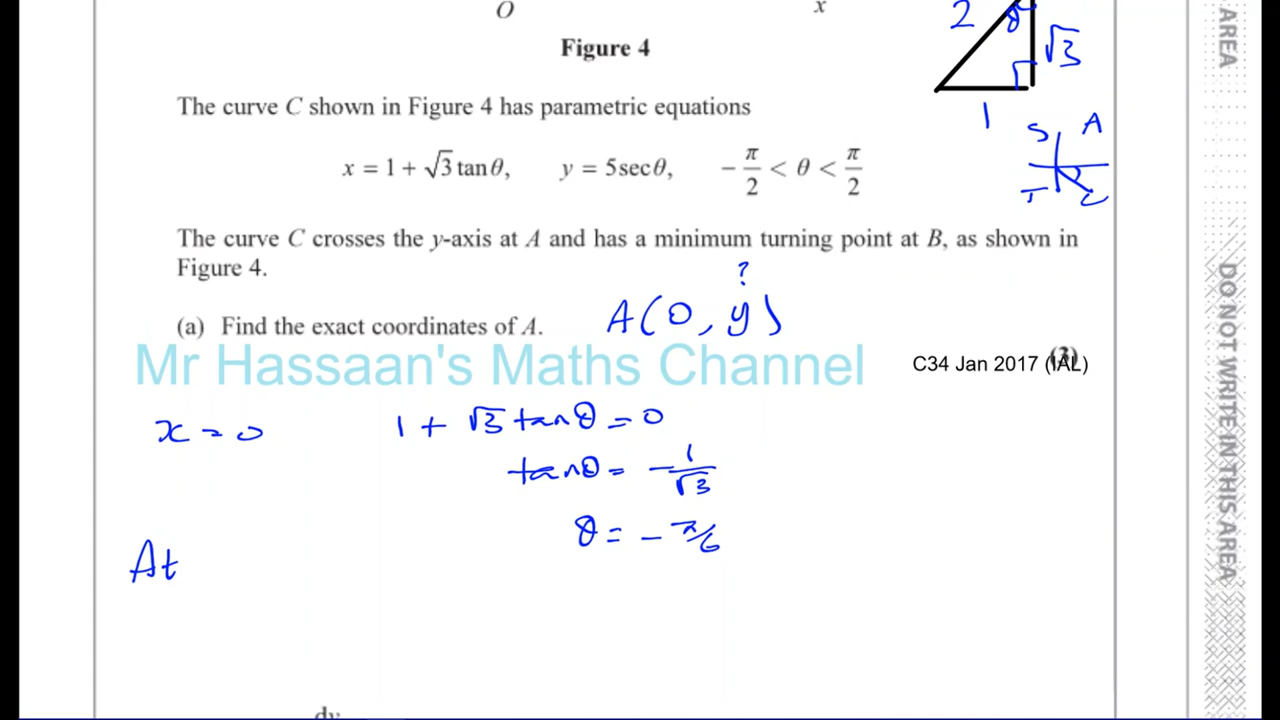 O x
2 θ √3
1
Figure 4
The curve C shown in Figure 4 has parametric equations
S A
T C
x = 1 + √3 tanθ, y = 5secθ, −π/2 < θ < π/2
The curve C crosses the y-axis at A and has a minimum turning point at B, as shown in
Figure 4.
?
(a) Find the exact coordinates of A. A(0, y)
Mr Hassaan's Maths Channel
C34 Jan 2017 (IAL)
x = 0 1 + √3 tanθ = 0
tanθ = −1/√3
θ = −π/6
At
AREA
DO NOT WRITE IN THIS AREA